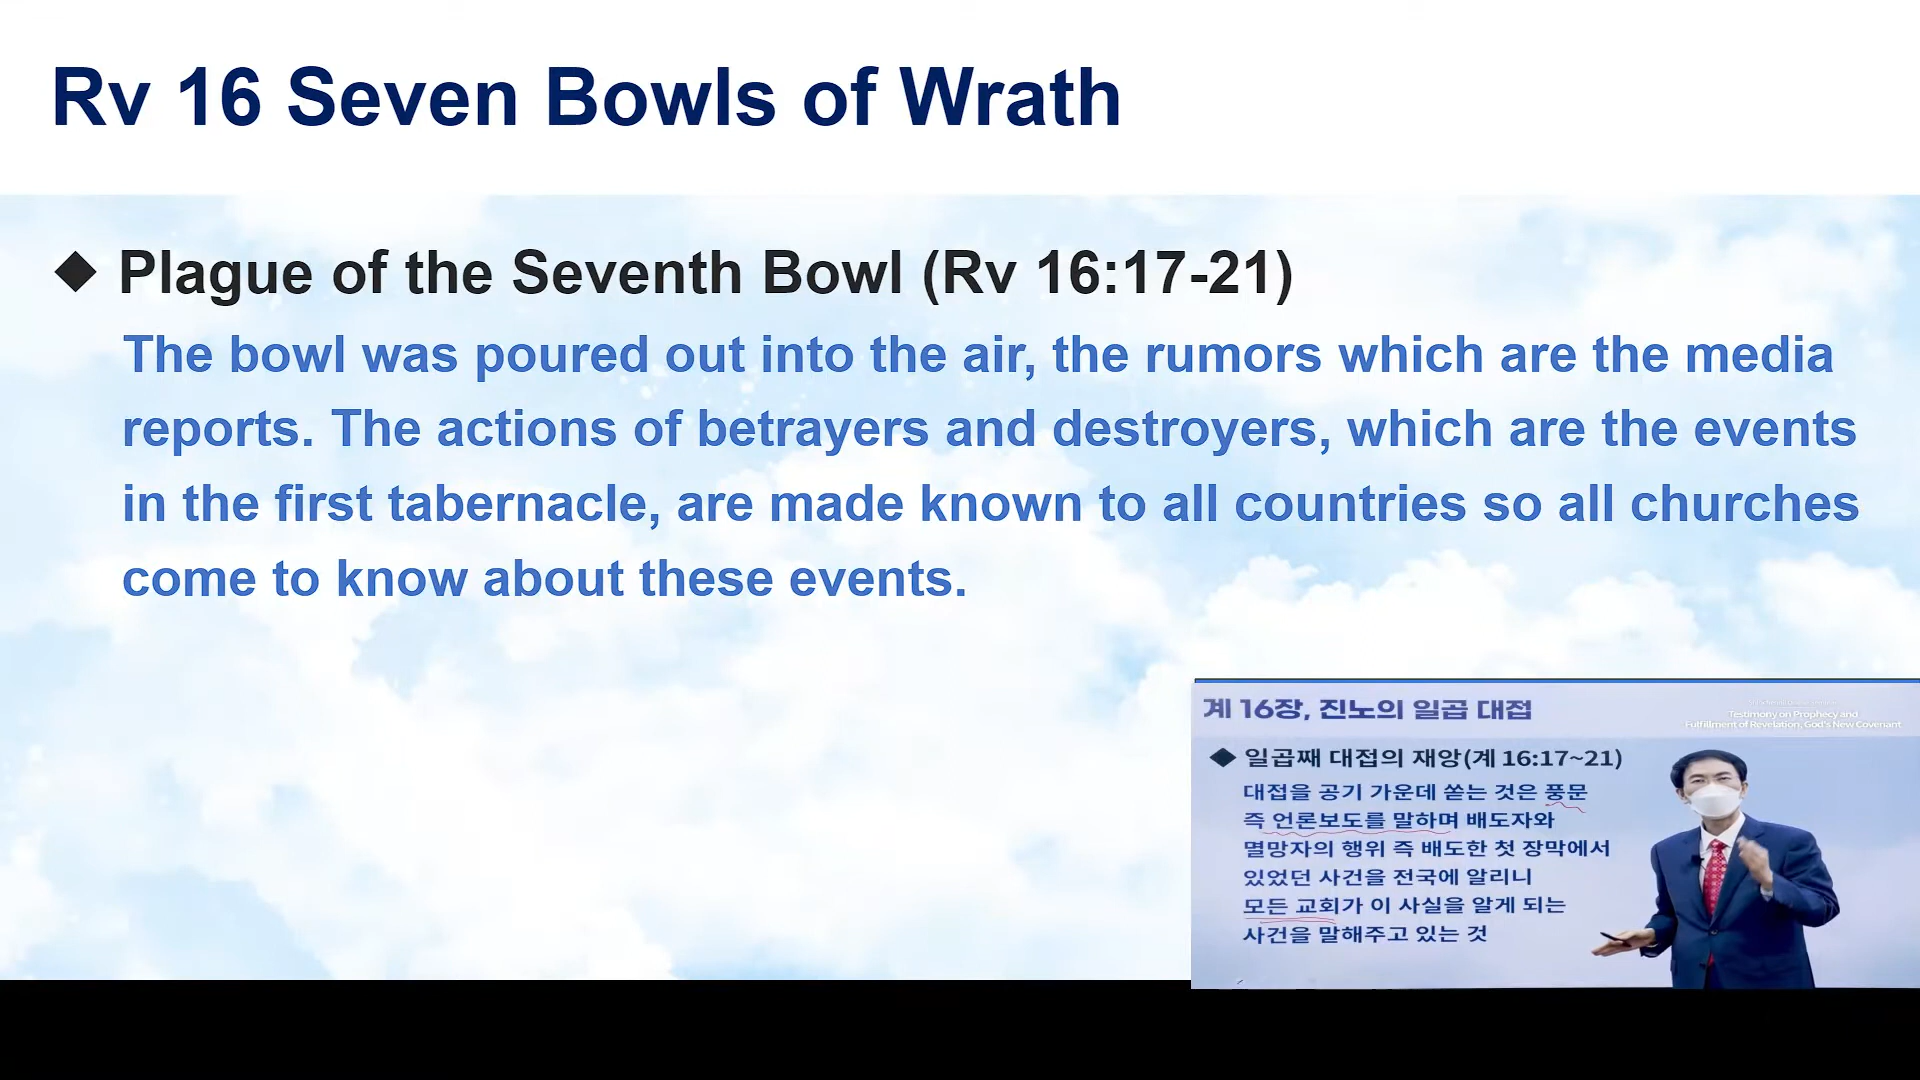 Rv 16 Seven Bowls of Wrath
◆ Plague of the Seventh Bowl (Rv 16:17-21)
The bowl was poured out into the air, the rumors which are the media
reports. The actions of betrayers and destroyers, which are the events
in the first tabernacle, are made known to all countries so all churches
come to know about these events.
계 16장, 진노의 일곱 대접
Testimony on Prophecy and
Fulfillment of Revelation, God's New Covenant
◆ 일곱째 대접의 재앙(계 16:17~21)
대접을 공기 가운데 쏟는 것은 풍문
즉 언론보도를 말하며 배도자와
멸망자의 행위 즉 배도한 첫 장막에서
있었던 사건을 전국에 알리니
모든 교회가 이 사실을 알게 되는
사건을 말해주고 있는 것